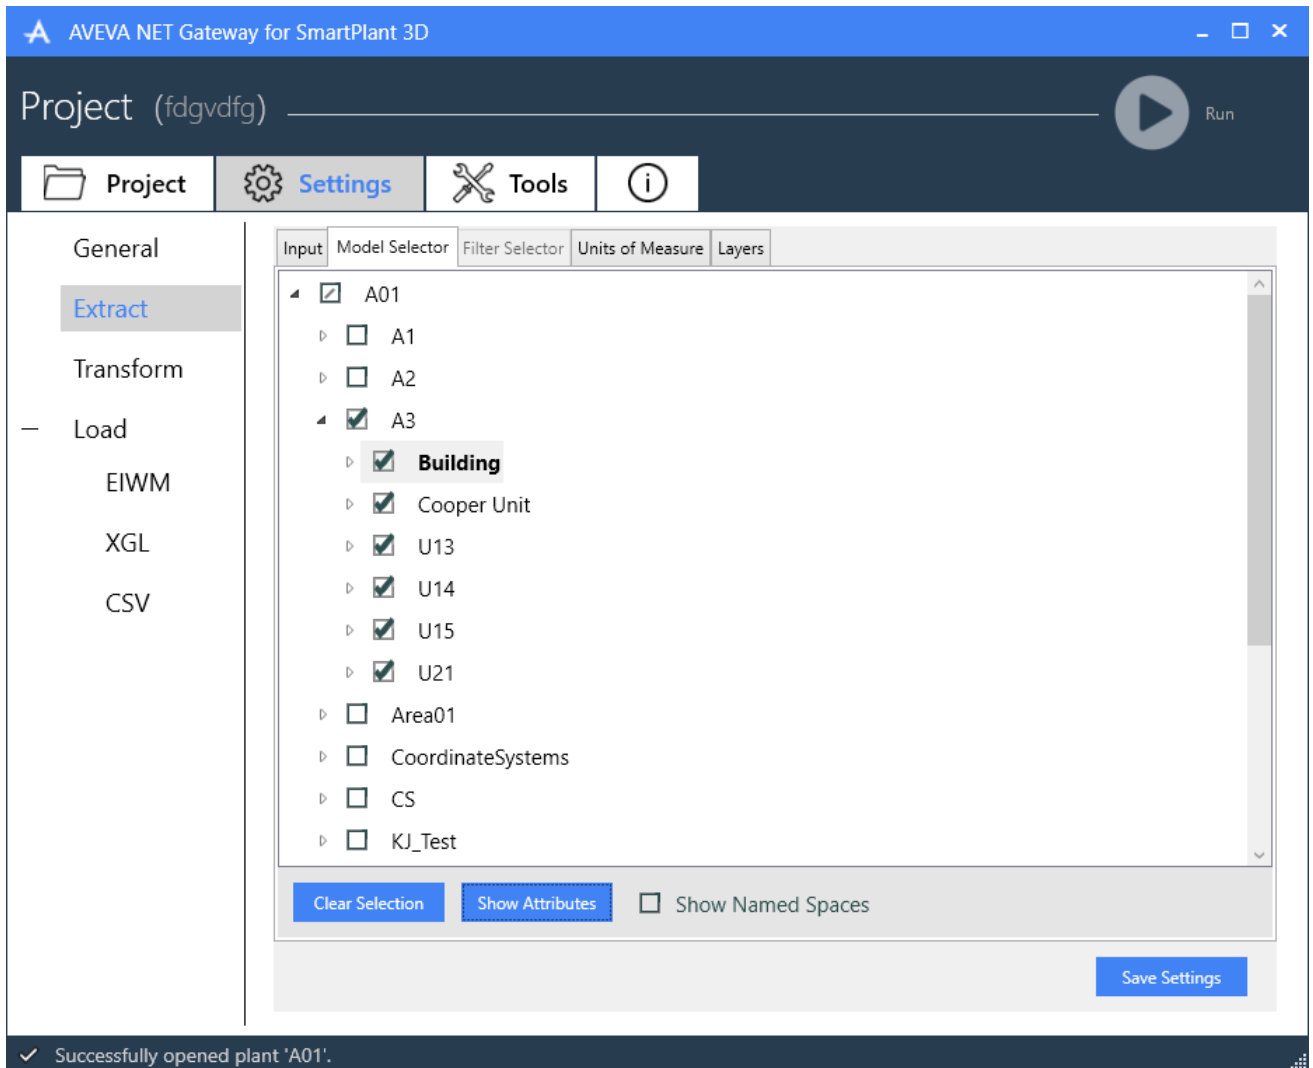 AVEVA NET Gateway for SmartPlant 3D
Project (fdgvdfg)
Run
Project Settings Tools
General
Extract
Transform
Load
EIWM
XGL
CSV
Input Model Selector Filter Selector Units of Measure Layers
A01
A1
A2
A3
Building
Cooper Unit
U13
U14
U15
U21
Area01
CoordinateSystems
CS
KJ_Test
Clear Selection Show Attributes Show Named Spaces
Save Settings
Successfully opened plant 'A01'.